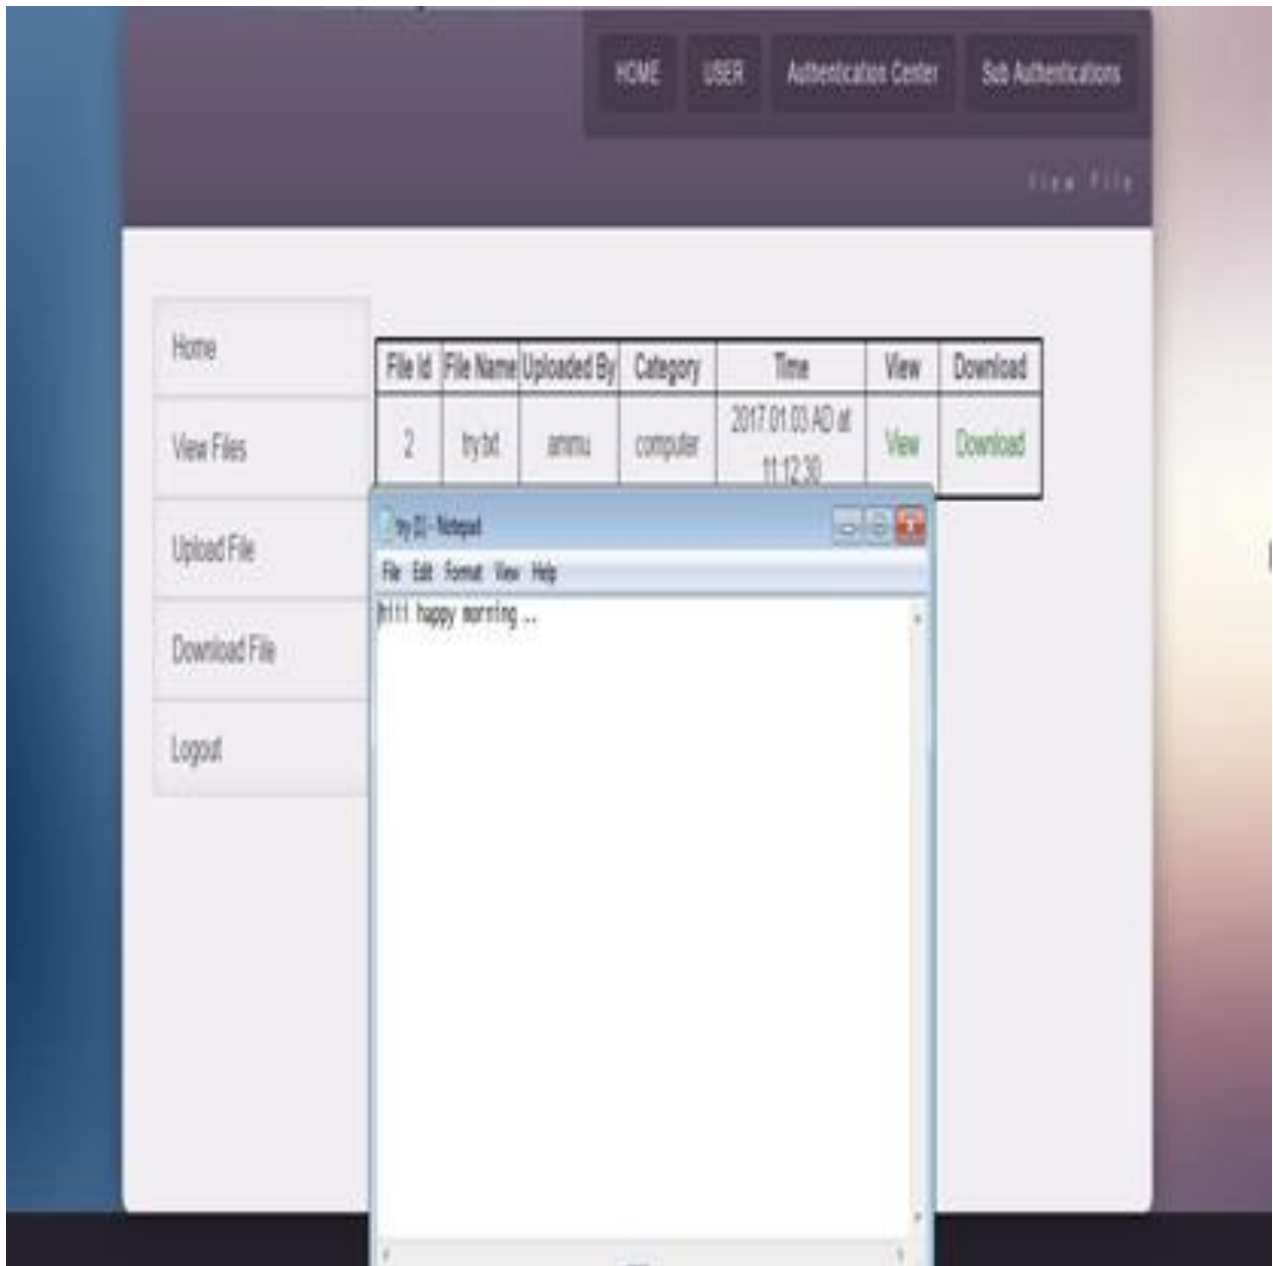 HOME USER Authentication Center Sub Authentications
View File
Home
View Files
Upload File
Download File
Logout
File Id File Name Uploaded By Category Time View Download
2 try.txt ammu computer 2017.01.03 AD at 11:12:30 View Download
- Notepad
File Edit Format View Help
hiii happy morning ..